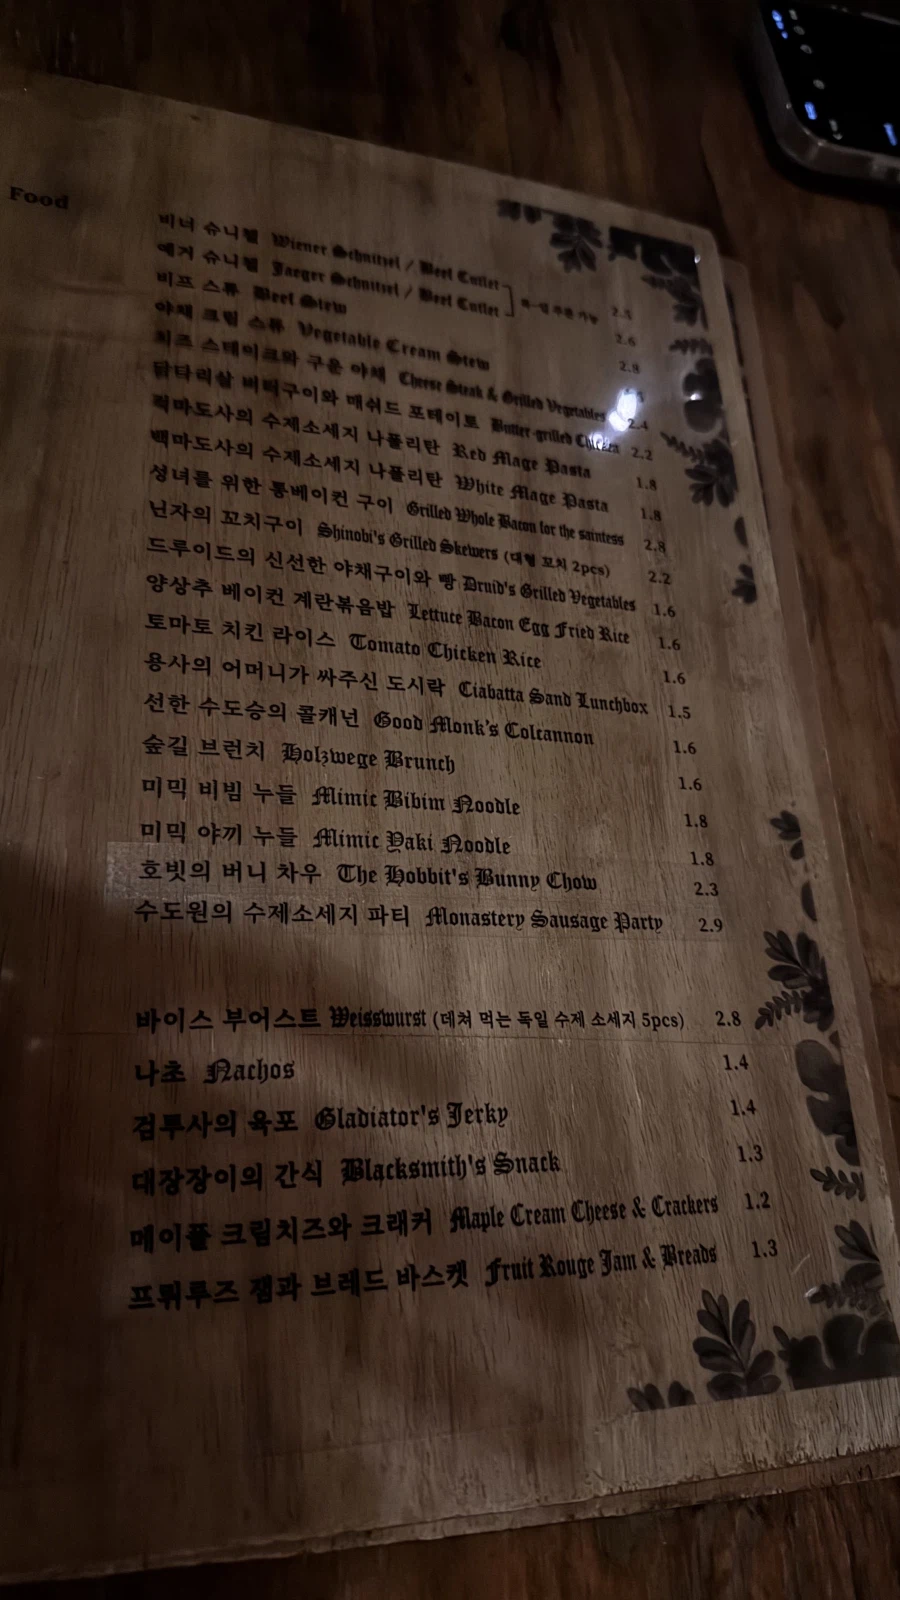 Food
비너 슈니첼 Wiener Schnitzel / Beef Cutlet
예거 슈니첼 Jaeger Schnitzel / Beef Cutlet 2.5
비프 스튜 Beef Stew 2.6
야채 크림 스튜 Vegetable Cream Stew 2.8
치즈 스테이크와 구운 야채 Cheese Steak & Grilled Vegetables
닭다리살 버터구이와 매쉬드 포테이토 Butter-grilled Chicken 2.4
적마도사의 수제소세지 나폴리탄 Red Mage Pasta 2.2
백마도사의 수제소세지 나폴리탄 White Mage Pasta 1.8
성녀를 위한 통베이컨 구이 Grilled Whole Bacon for the saintess 1.8
닌자의 꼬치구이 Shinobi's Grilled Skewers (대형 꼬치 2pcs) 2.8
드루이드의 신선한 야채구이와 빵 Druid's Grilled Vegetables 2.2
양상추 베이컨 계란볶음밥 Lettuce Bacon Egg Fried Rice 1.6
토마토 치킨 라이스 Tomato Chicken Rice 1.6
용사의 어머니가 싸주신 도시락 Ciabatta Sand Lunchbox 1.6
선한 수도승의 콜캐넌 Good Monk's Colcannon 1.5
숲길 브런치 Holzwege Brunch 1.6
미믹 비빔 누들 Mimic Bibim Noodle 1.6
미믹 야끼 누들 Mimic Yaki Noodle 1.8
호빗의 버니 차우 The Hobbit's Bunny Chow 1.8
2.3
수도원의 수제소세지 파티 Monastery Sausage Party 2.9
바이스 부어스트 Weisswurst (데쳐 먹는 독일 수제 소세지 5pcs) 2.8
나초 Nachos 1.4
검투사의 육포 Gladiator's Jerky 1.4
대장장이의 간식 Blacksmith's Snack 1.3
메이플 크림치즈와 크래커 Maple Cream Cheese & Crackers 1.2
프뤼루즈 잼과 브레드 바스켓 Fruit Rouge Jam & Breads 1.3